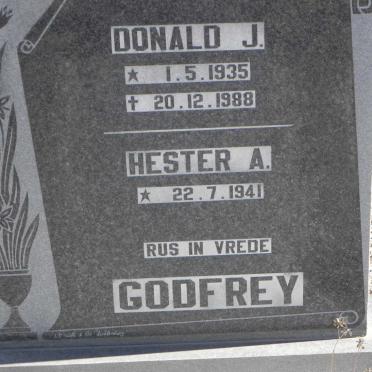 DONALD J.
★ 1.5.1935
✝ 20.12.1988
HESTER A.
★ 22.7.1941
RUS IN VREDE
GODFREY